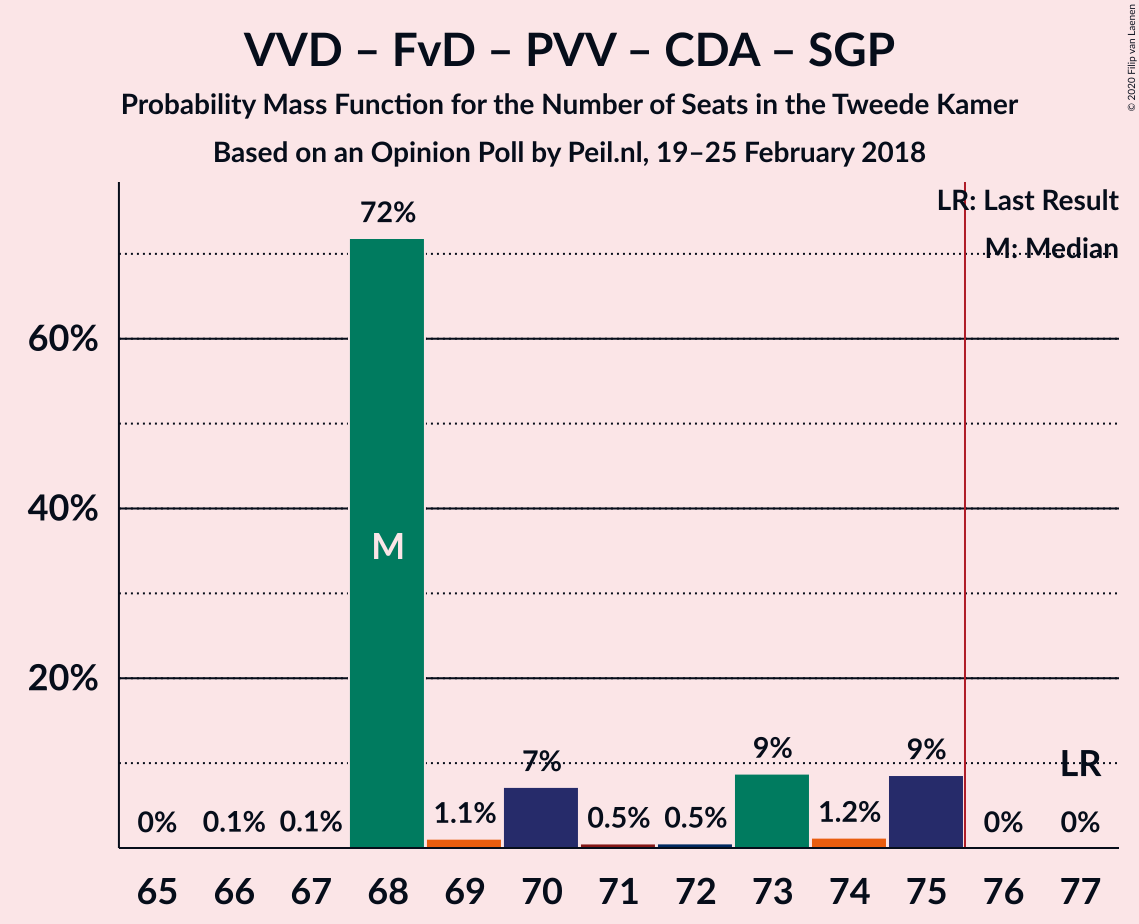 VVD – FvD – PVV – CDA – SGP
Probability Mass Function for the Number of Seats in the Tweede Kamer
Based on an Opinion Poll by Peil.nl, 19–25 February 2018
© 2020 Filip van Laenen
LR: Last Result
M: Median
72%
60%
40%
M
20%
0%
0.1%
0.1%
1.1%
7%
0.5%
0.5%
9%
1.2%
9%
0%
LR
0%
65 66 67 68 69 70 71 72 73 74 75 76 77